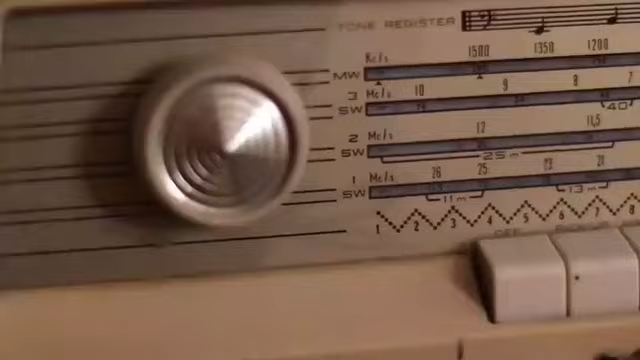 TONE REGISTER
Kc/s 1500 1350 1200
MW
3 Mc/s 10 9 8 7
SW 40
2 Mc/s 12 11,5
SW 25 m
1 Mc/s 26 25 23 21
SW 11 m 13 m
1 2 3 4 5 6 7 8
OFF